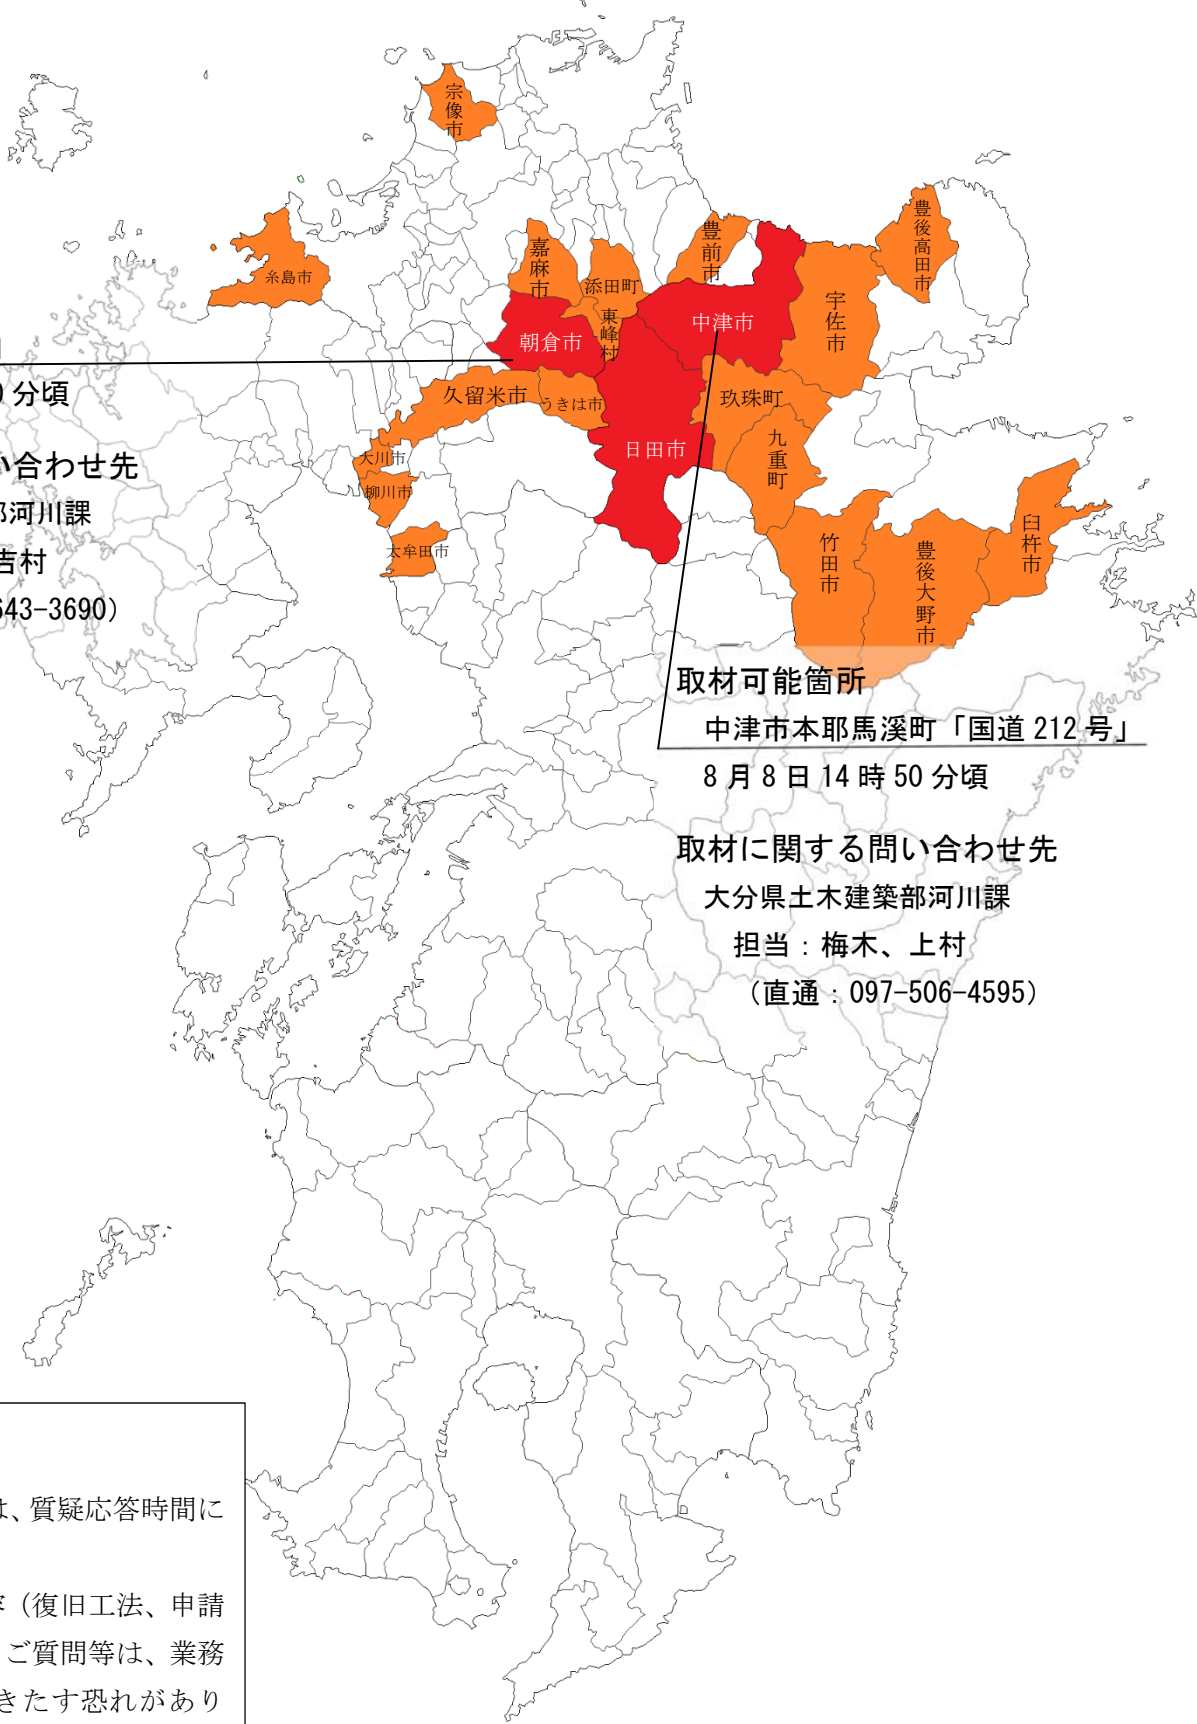 宗像市
糸島市
嘉麻市
添田町
豊前市
豊後高田市
東峰村
朝倉市
中津市
宇佐市
久留米市
うきは市
玖珠町
日田市
九重町
大川市
柳川市
大牟田市
竹田市
豊後大野市
臼杵市
分頃
い合わせ先
部河川課
吉村
643-3690）
取材可能箇所
中津市本耶馬溪町「国道 212 号」
8 月 8 日 14 時 50 分頃
取材に関する問い合わせ先
大分県土木建築部河川課
担当：梅木、上村
（直通：097-506-4595）
は、質疑応答時間に
（復旧工法、申請
ご質問等は、業務
きたす恐れがあり